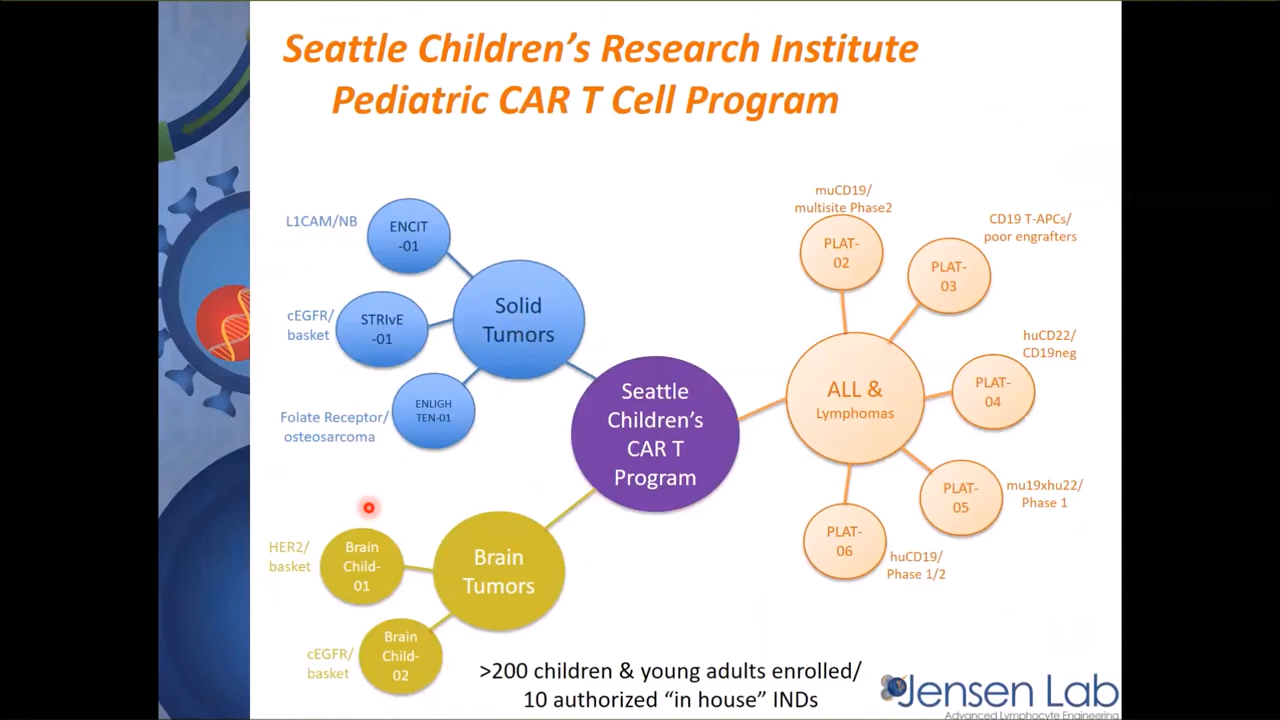 Seattle Children's Research Institute
Pediatric CAR T Cell Program
L1CAM/NB
ENCIT
-01
cEGFR/
basket
STRIvE
-01
Folate Receptor/
osteosarcoma
ENLIGH
TEN-01
Solid
Tumors
Seattle
Children's
CAR T
Program
HER2/
basket
Brain
Child-
01
cEGFR/
basket
Brain
Child-
02
Brain
Tumors
muCD19/
multisite Phase2
PLAT-
02
CD19 T-APCs/
poor engrafters
PLAT-
03
huCD22/
CD19neg
PLAT-
04
ALL &
Lymphomas
mu19xhu22/
Phase 1
PLAT-
05
huCD19/
Phase 1/2
PLAT-
06
>200 children & young adults enrolled/
10 authorized "in house" INDs
Jensen Lab
Advanced Lymphocyte Engineering